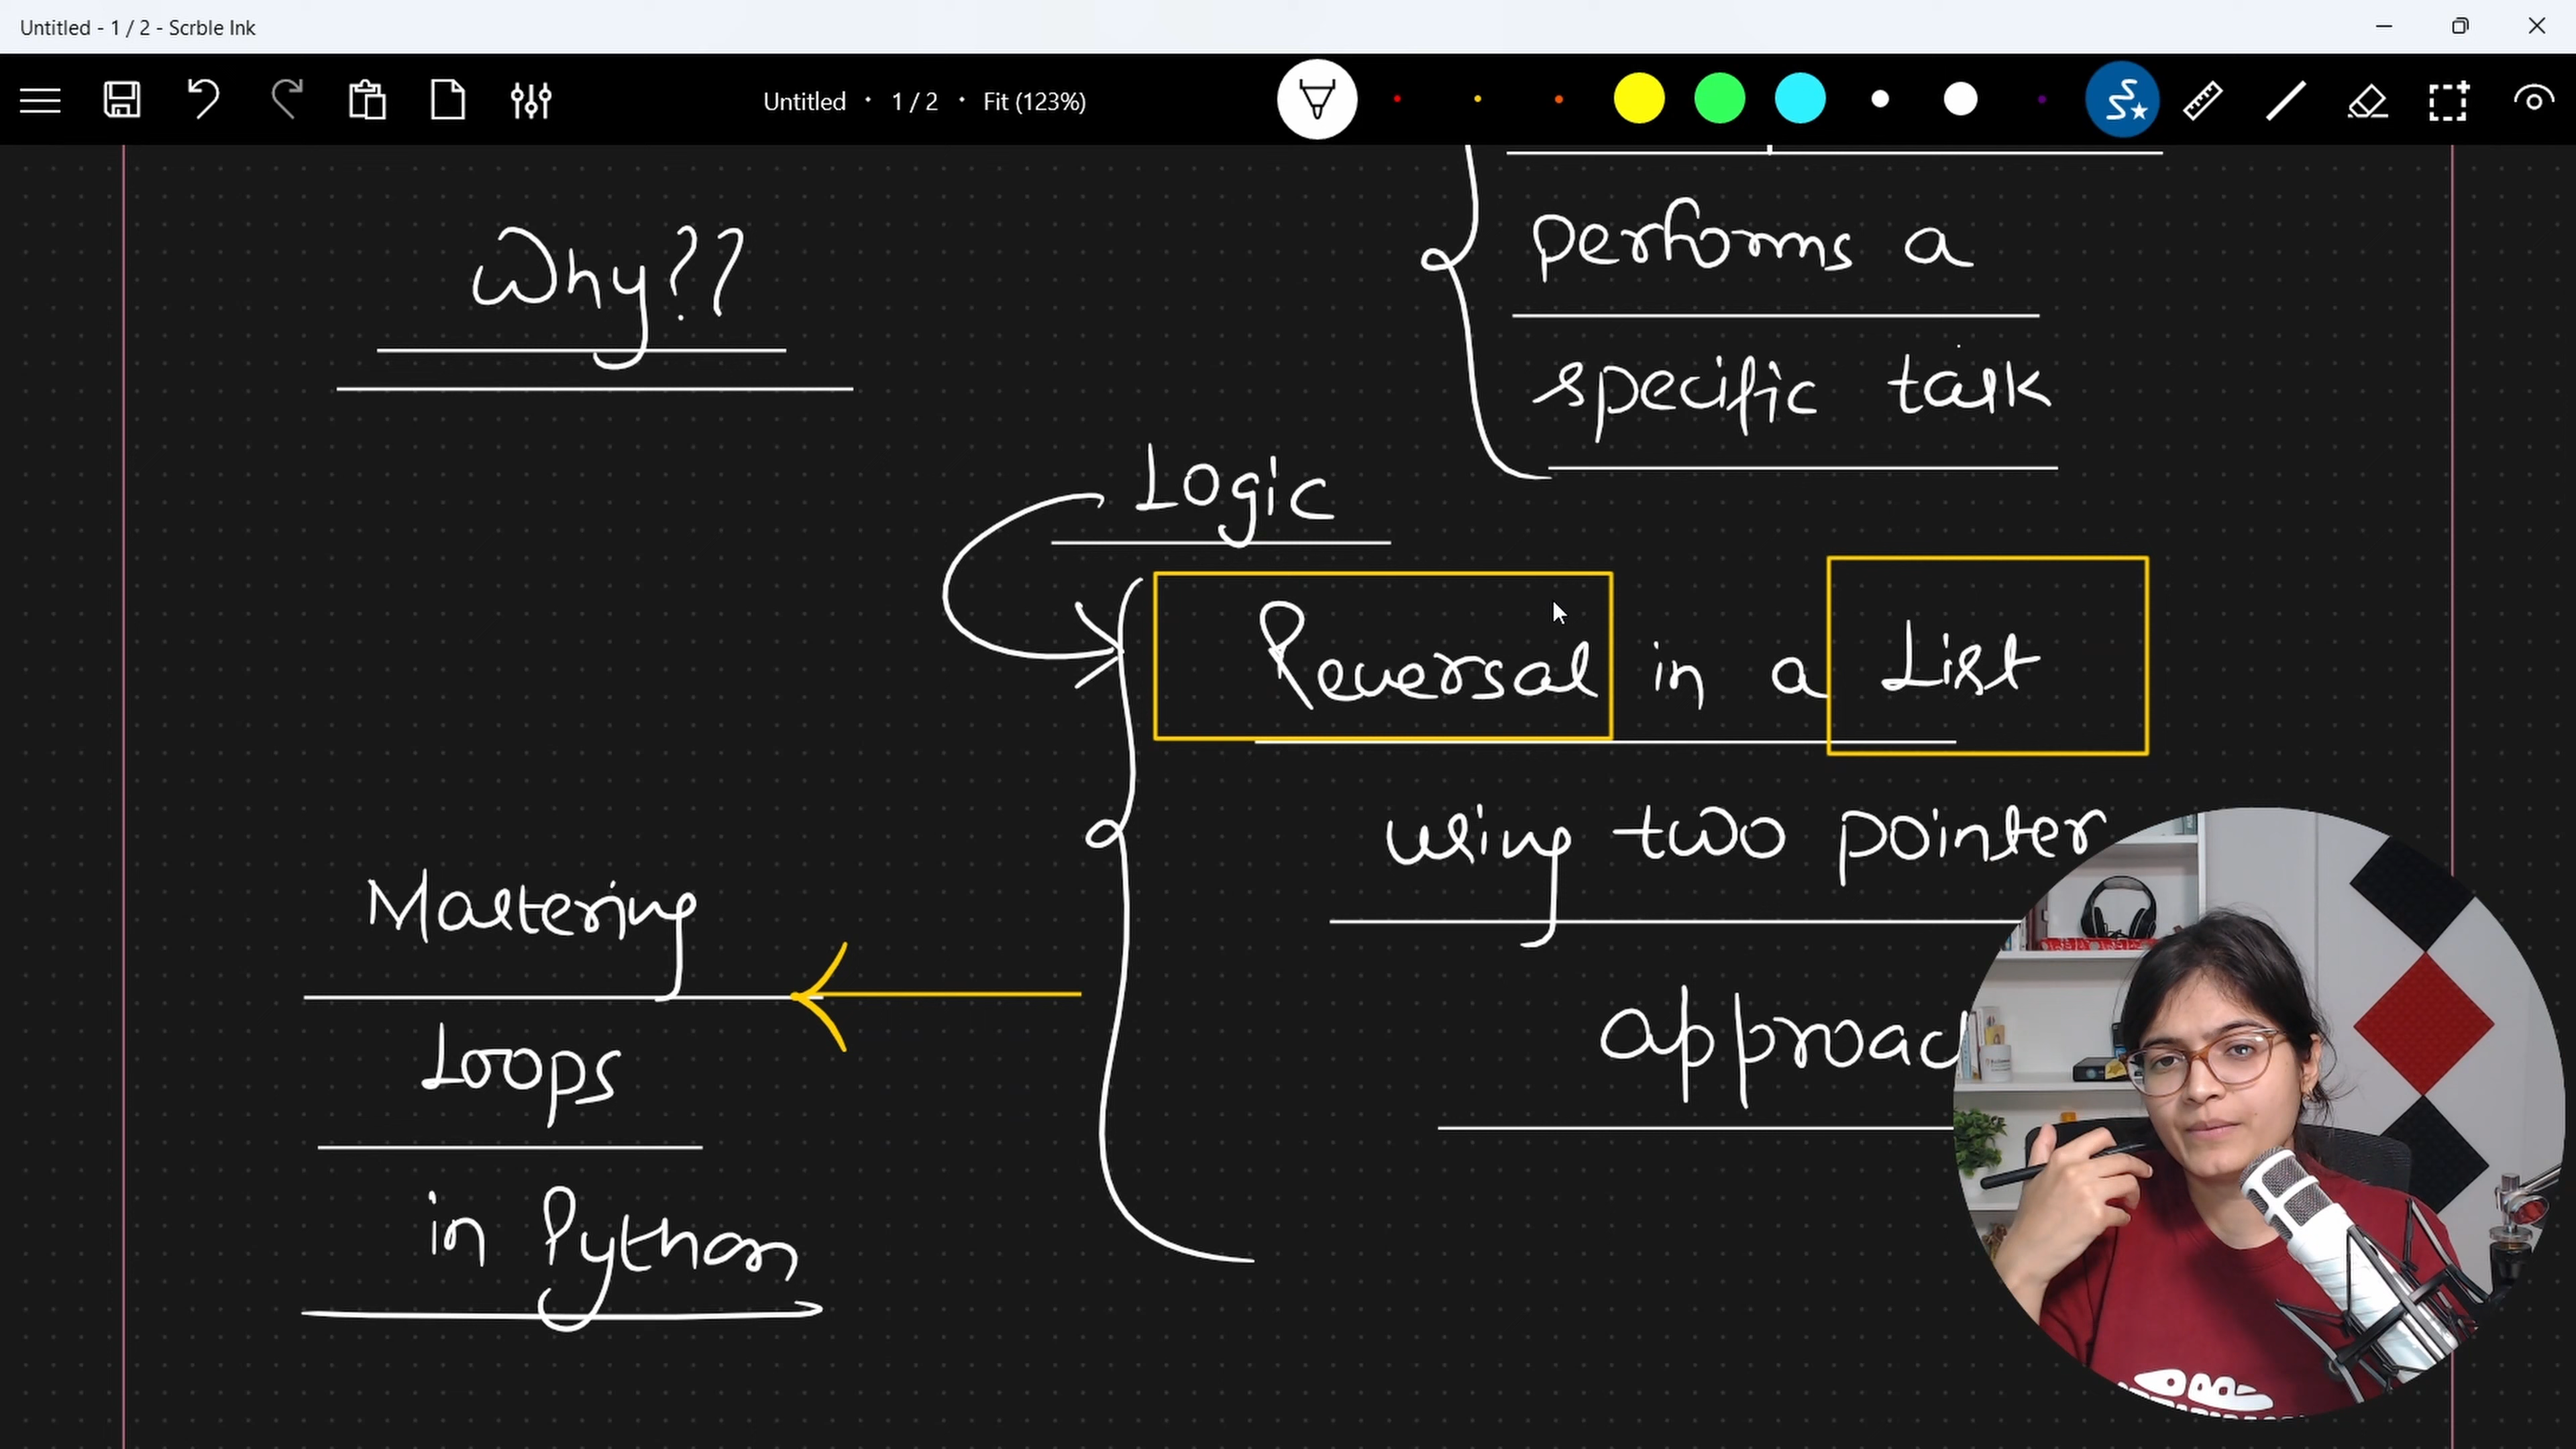 Untitled - 1 / 2 - Scrble Ink
Untitled • 1 / 2 • Fit (123%)
Why??
performs a
specific task
Logic
Reversal in a List
using two pointer
approac
Mastering
Loops
in Python